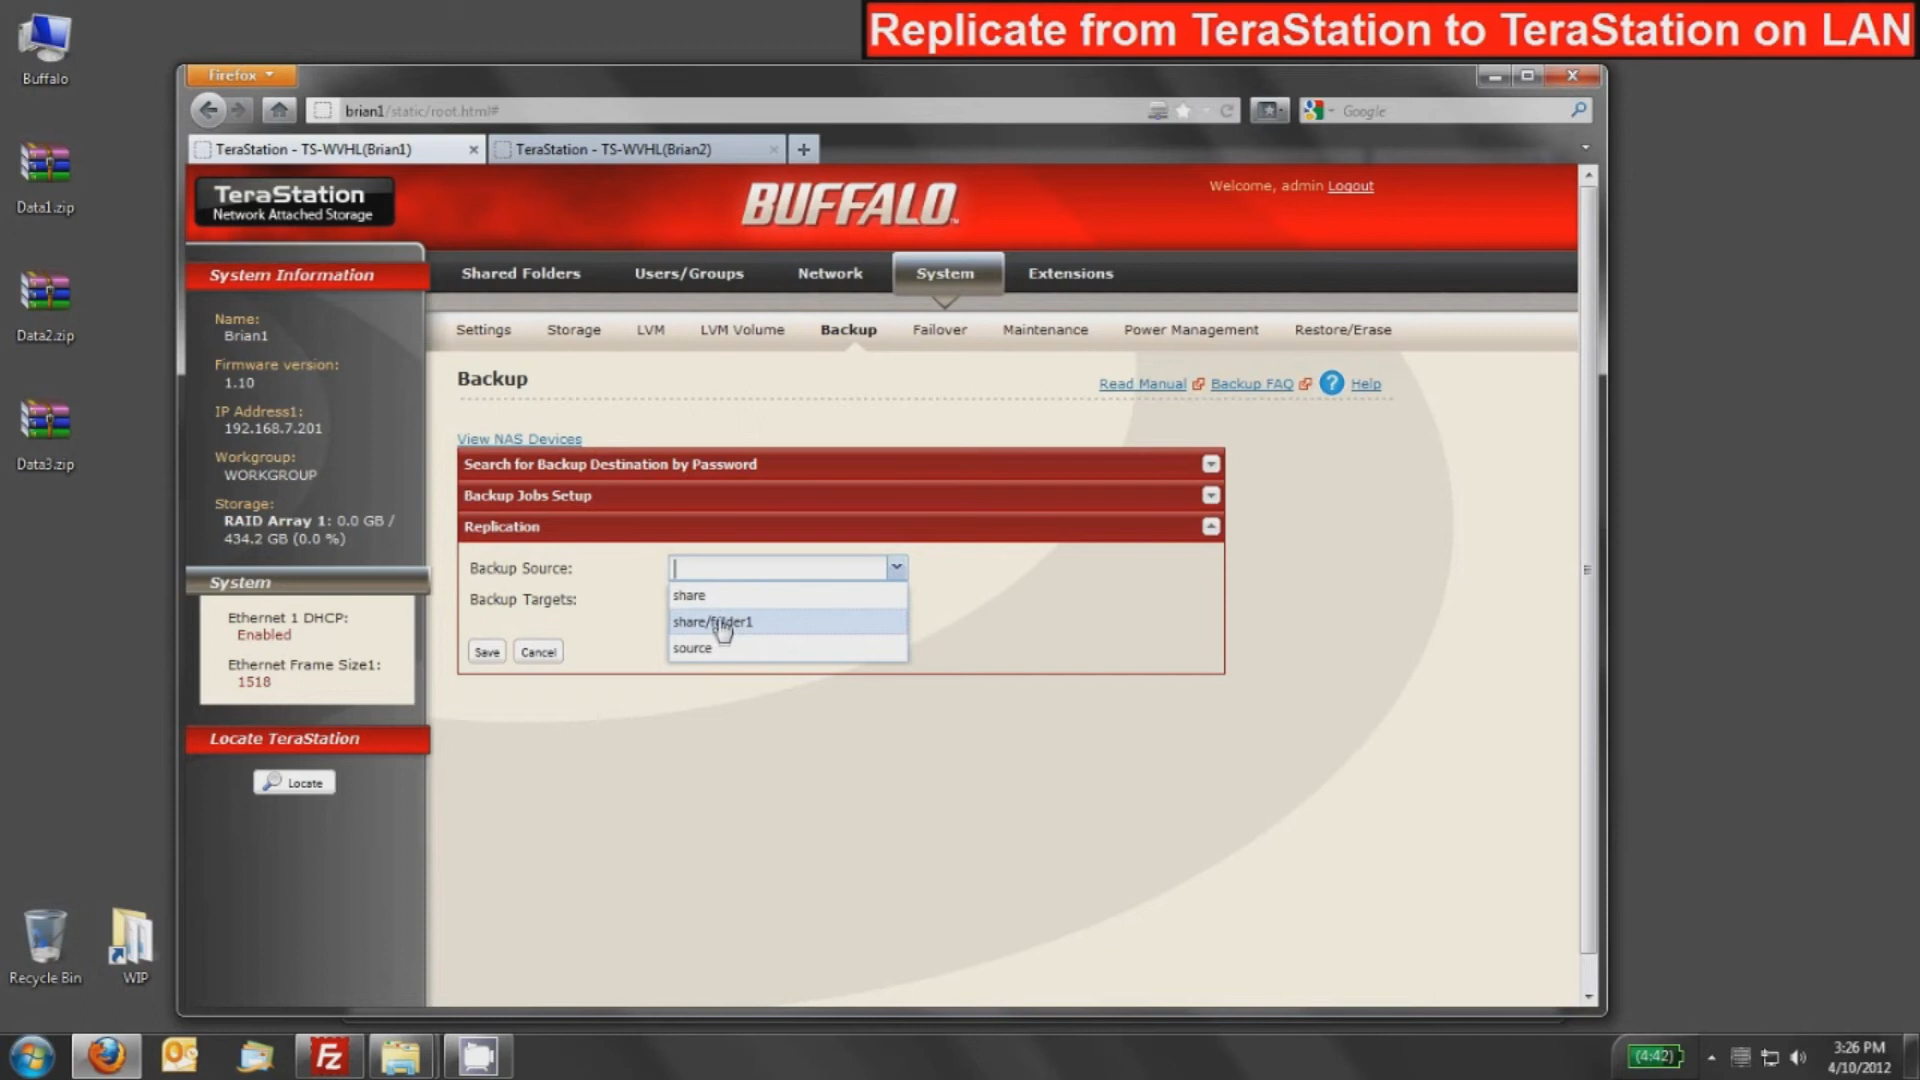 Replicate from TeraStation to TeraStation on LAN
Buffalo
Firefox
brian1/static/root.html#
Google
TeraStation - TS-WVHL(Brian1)
TeraStation - TS-WVHL(Brian2)
TeraStation
Network Attached Storage
BUFFALO
Welcome, admin Logout
Data1.zip
System Information
Shared Folders
Users/Groups
Network
System
Extensions
Name:
Brian1
Settings
Storage
LVM
LVM Volume
Backup
Failover
Maintenance
Power Management
Restore/Erase
Data2.zip
Firmware version:
1.10
Backup
Read Manual
Backup FAQ
?
Help
IP Address1:
192.168.7.201
View NAS Devices
Workgroup:
WORKGROUP
Data3.zip
Search for Backup Destination by Password
Storage:
RAID Array 1: 0.0 GB /
434.2 GB (0.0 %)
Backup Jobs Setup
Replication
Backup Source:
Backup Targets:
share
share/folder1
source
Save
Cancel
System
Ethernet 1 DHCP:
Enabled
Ethernet Frame Size1:
1518
Locate TeraStation
Locate
Recycle Bin
WIP
FZ
(4:42)
3:26 PM
4/10/2012